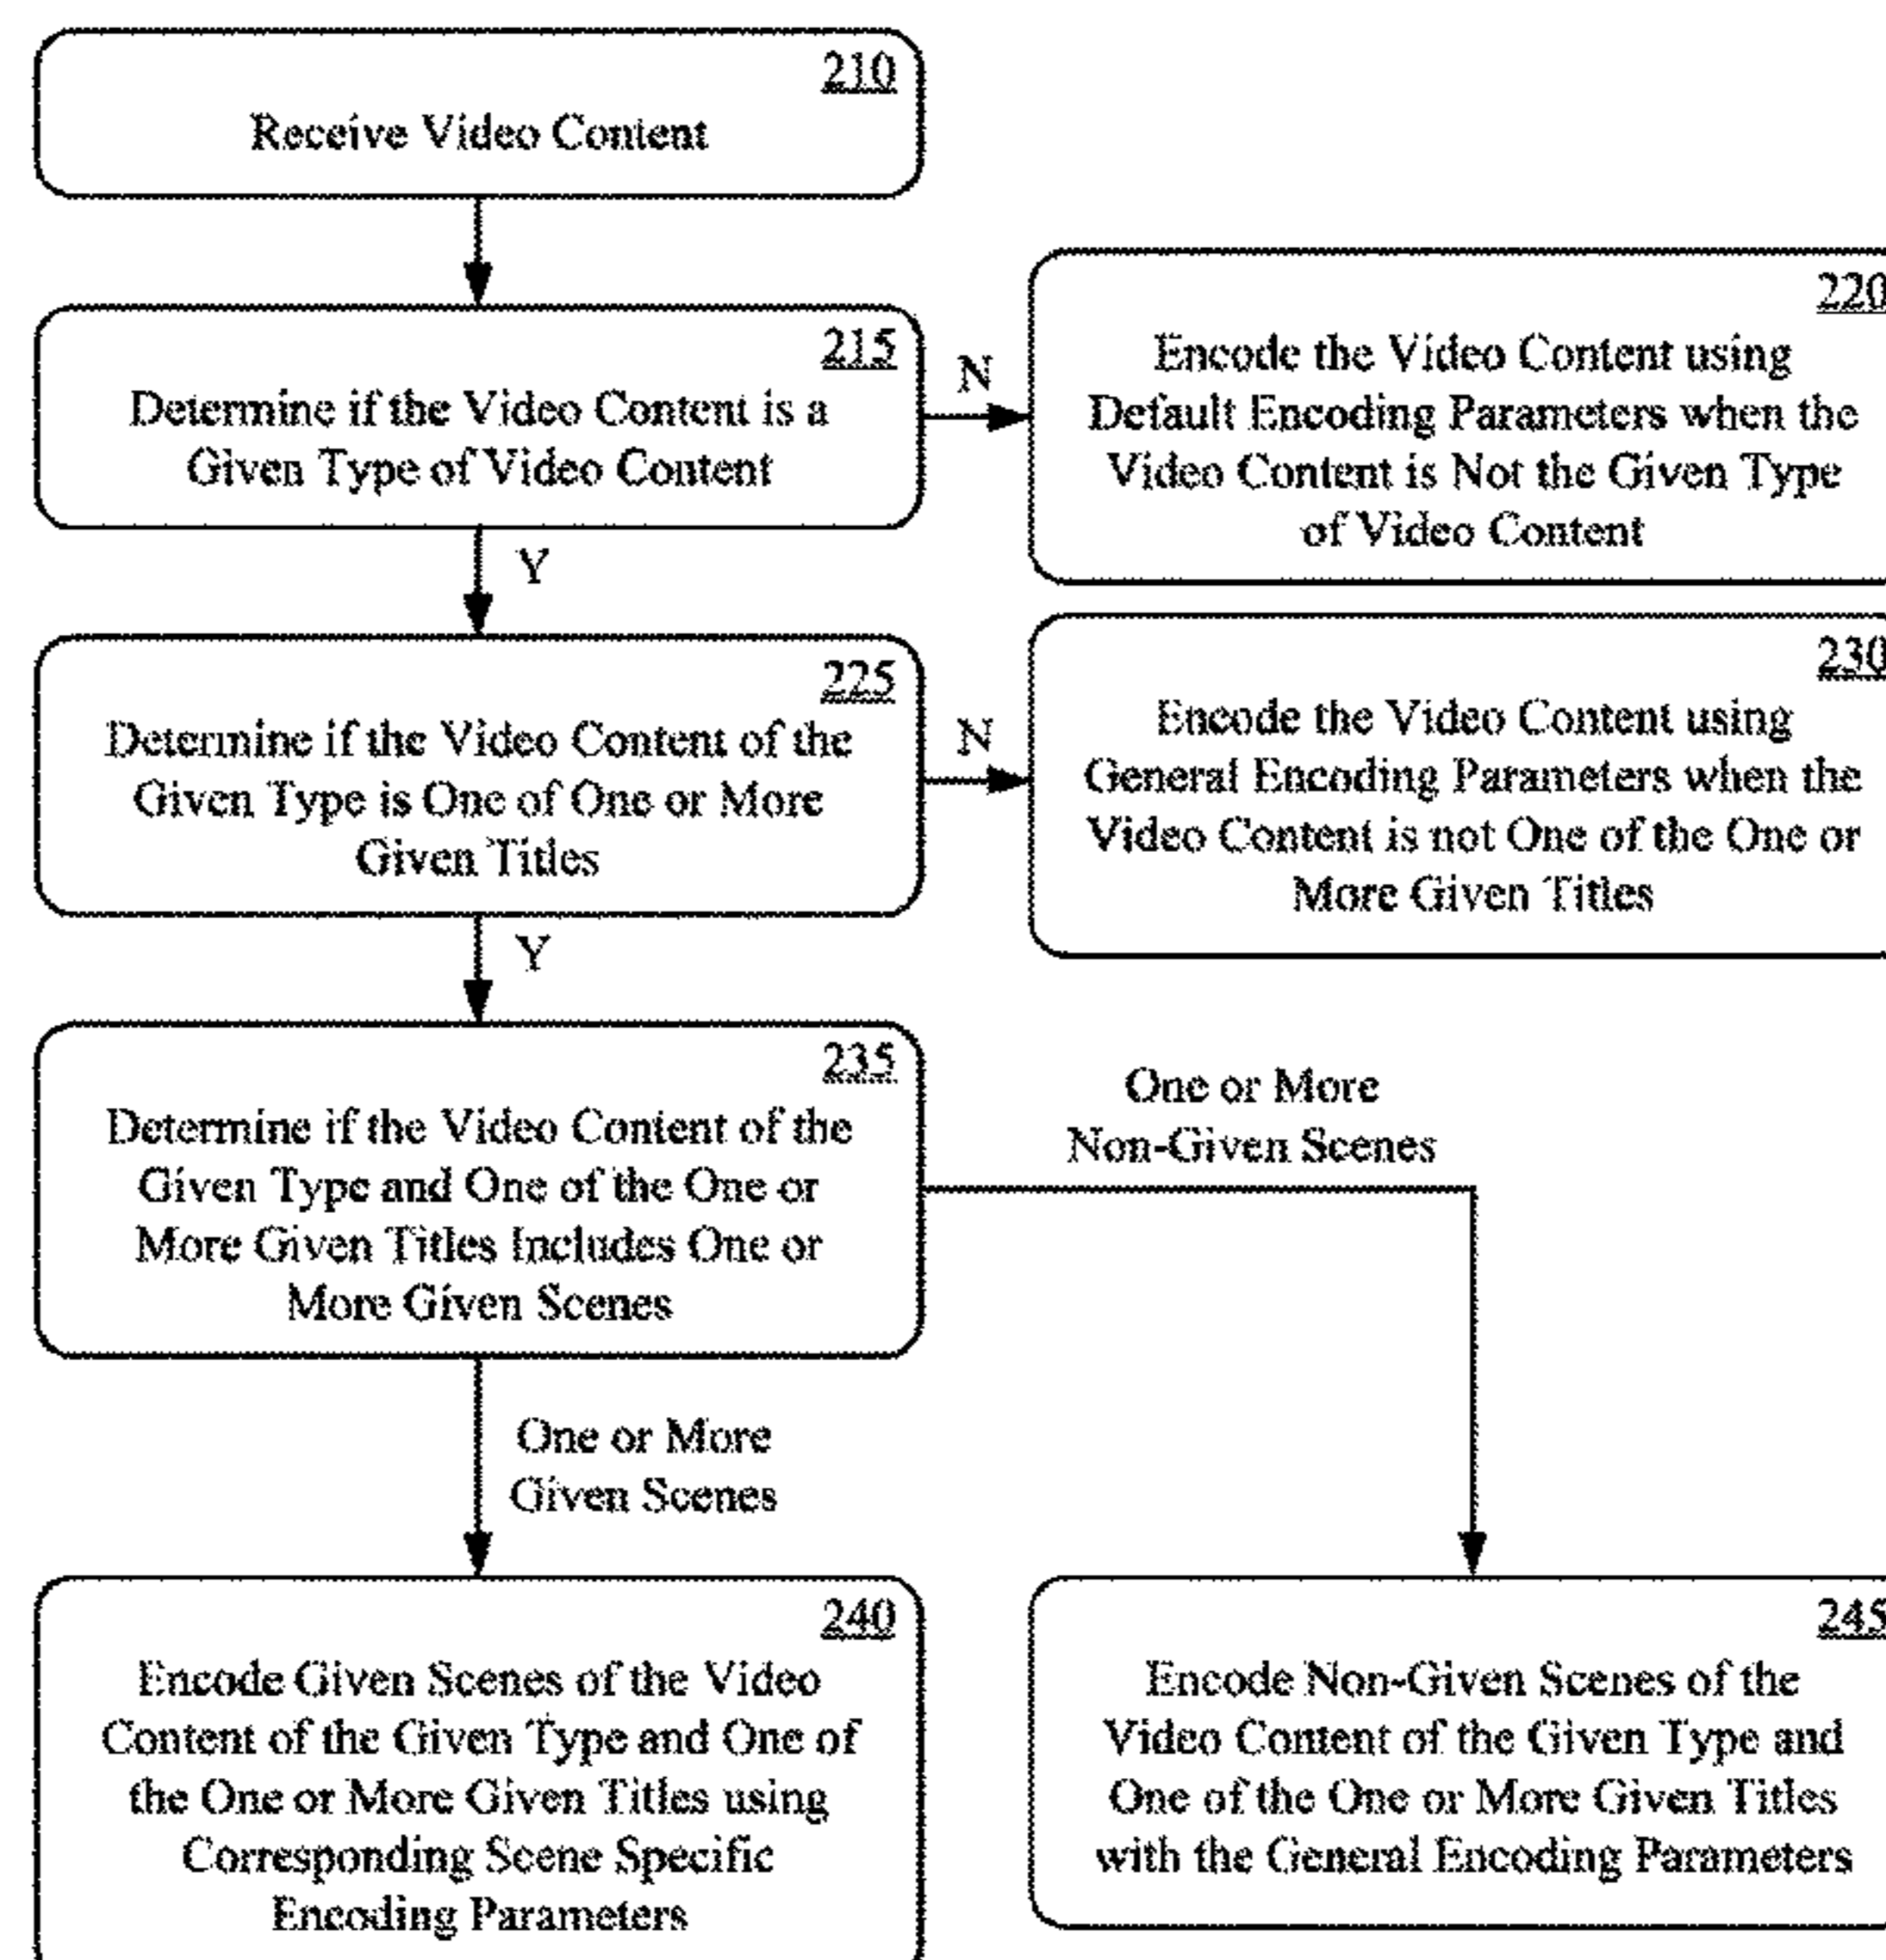 210
Receive Video Content
215
Determine if the Video Content is a
Given Type of Video Content
N
220
Encode the Video Content using
Default Encoding Parameters when the
Video Content is Not the Given Type
of Video Content
Y
225
Determine if the Video Content of the
Given Type is One of One or More
Given Titles
N
230
Encode the Video Content using
General Encoding Parameters when the
Video Content is not One of the One or
More Given Titles
Y
235
Determine if the Video Content of the
Given Type and One of the One or
More Given Titles Includes One or
More Given Scenes
One or More
Non-Given Scenes
One or More
Given Scenes
240
Encode Given Scenes of the Video
Content of the Given Type and One of
the One or More Given Titles using
Corresponding Scene Specific
Encoding Parameters
245
Encode Non-Given Scenes of the
Video Content of the Given Type and
One of the One or More Given Titles
with the General Encoding Parameters